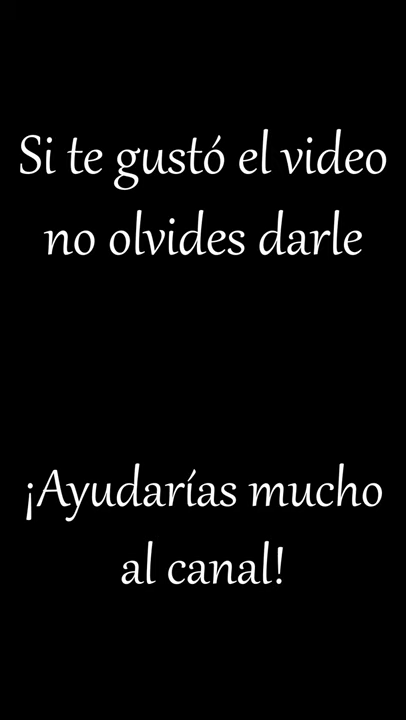 Si te gustó el video
no olvides darle
¡Ayudarías mucho
al canal!